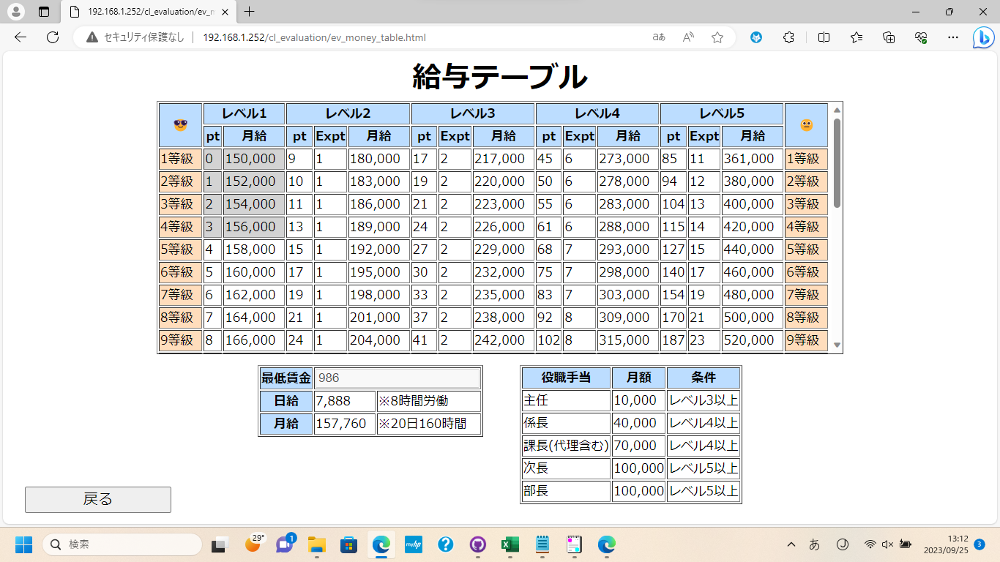 192.168.1.252/cl_evaluation/ev_m
セキュリティ保護なし 192.168.1.252/cl_evaluation/ev_money_table.html
給与テーブル
レベル1 レベル2 レベル3 レベル4 レベル5
pt 月給 pt Expt 月給 pt Expt 月給 pt Expt 月給 pt Expt 月給
1等級 0 150,000 9 1 180,000 17 2 217,000 45 6 273,000 85 11 361,000 1等級
2等級 1 152,000 10 1 183,000 19 2 220,000 50 6 278,000 94 12 380,000 2等級
3等級 2 154,000 11 1 186,000 21 2 223,000 55 6 283,000 104 13 400,000 3等級
4等級 3 156,000 13 1 189,000 24 2 226,000 61 6 288,000 115 14 420,000 4等級
5等級 4 158,000 15 1 192,000 27 2 229,000 68 7 293,000 127 15 440,000 5等級
6等級 5 160,000 17 1 195,000 30 2 232,000 75 7 298,000 140 17 460,000 6等級
7等級 6 162,000 19 1 198,000 33 2 235,000 83 7 303,000 154 19 480,000 7等級
8等級 7 164,000 21 1 201,000 37 2 238,000 92 8 309,000 170 21 500,000 8等級
9等級 8 166,000 24 1 204,000 41 2 242,000 102 8 315,000 187 23 520,000 9等級
最低賃金 986
日給 7,888 ※8時間労働
月給 157,760 ※20日160時間
役職手当 月額 条件
主任 10,000 レベル3以上
係長 40,000 レベル4以上
課長(代理含む) 70,000 レベル4以上
次長 100,000 レベル5以上
部長 100,000 レベル5以上
戻る
検索
29°
1
myhp
あ
13:12
2023/09/25
3